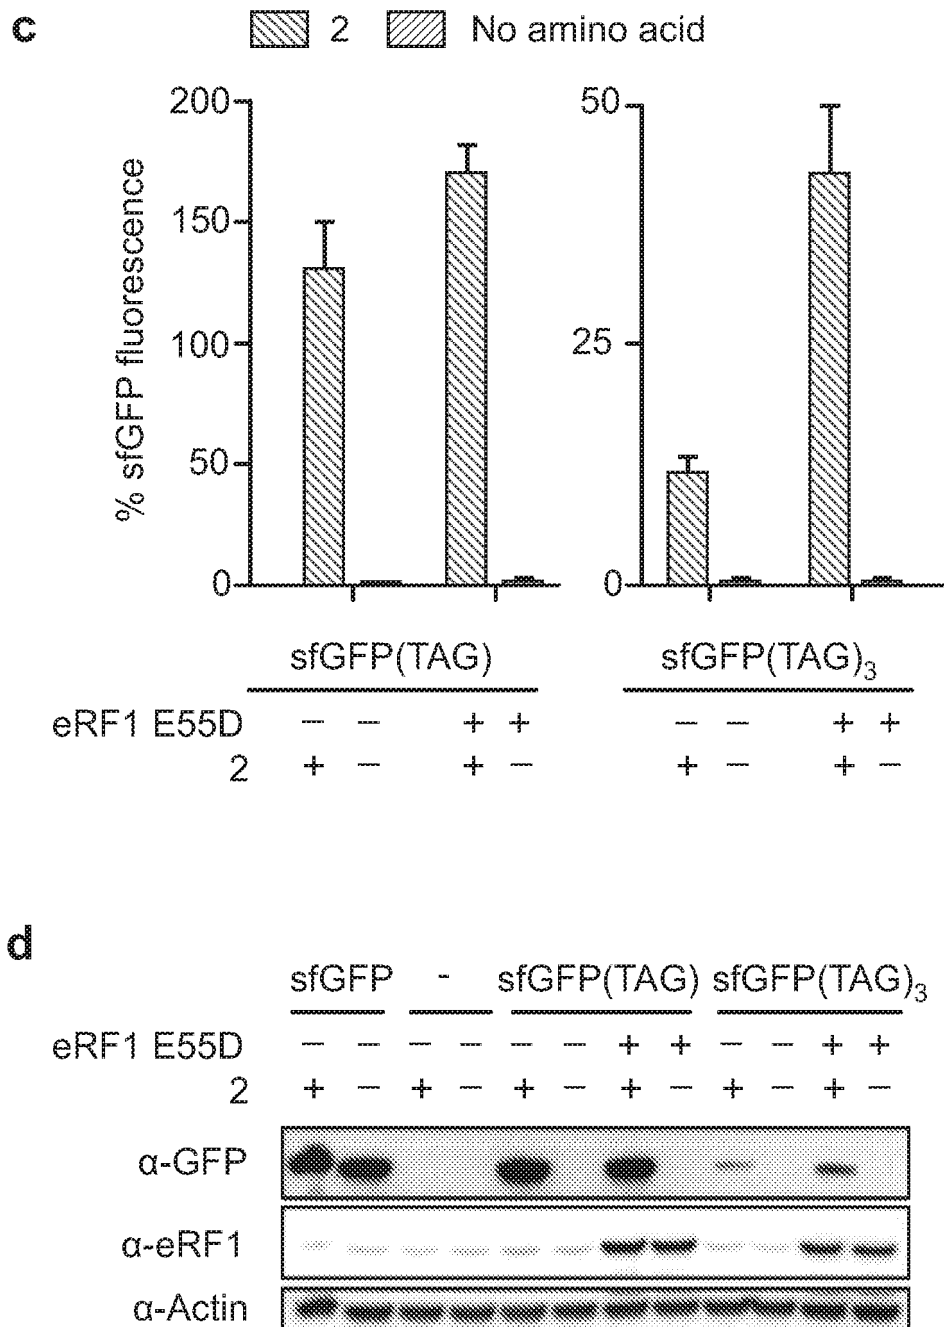 c
2 No amino acid
200 50
% sfGFP fluorescence
150
100 25
50
0 0
sfGFP(TAG) sfGFP(TAG)₃
eRF1 E55D – – + + – – + +
2 + – + – + – + –
d
sfGFP - sfGFP(TAG) sfGFP(TAG)₃
eRF1 E55D – – – – – – + + – – + +
2 + – + – + – + – + – + –
α-GFP
α-eRF1
α-Actin